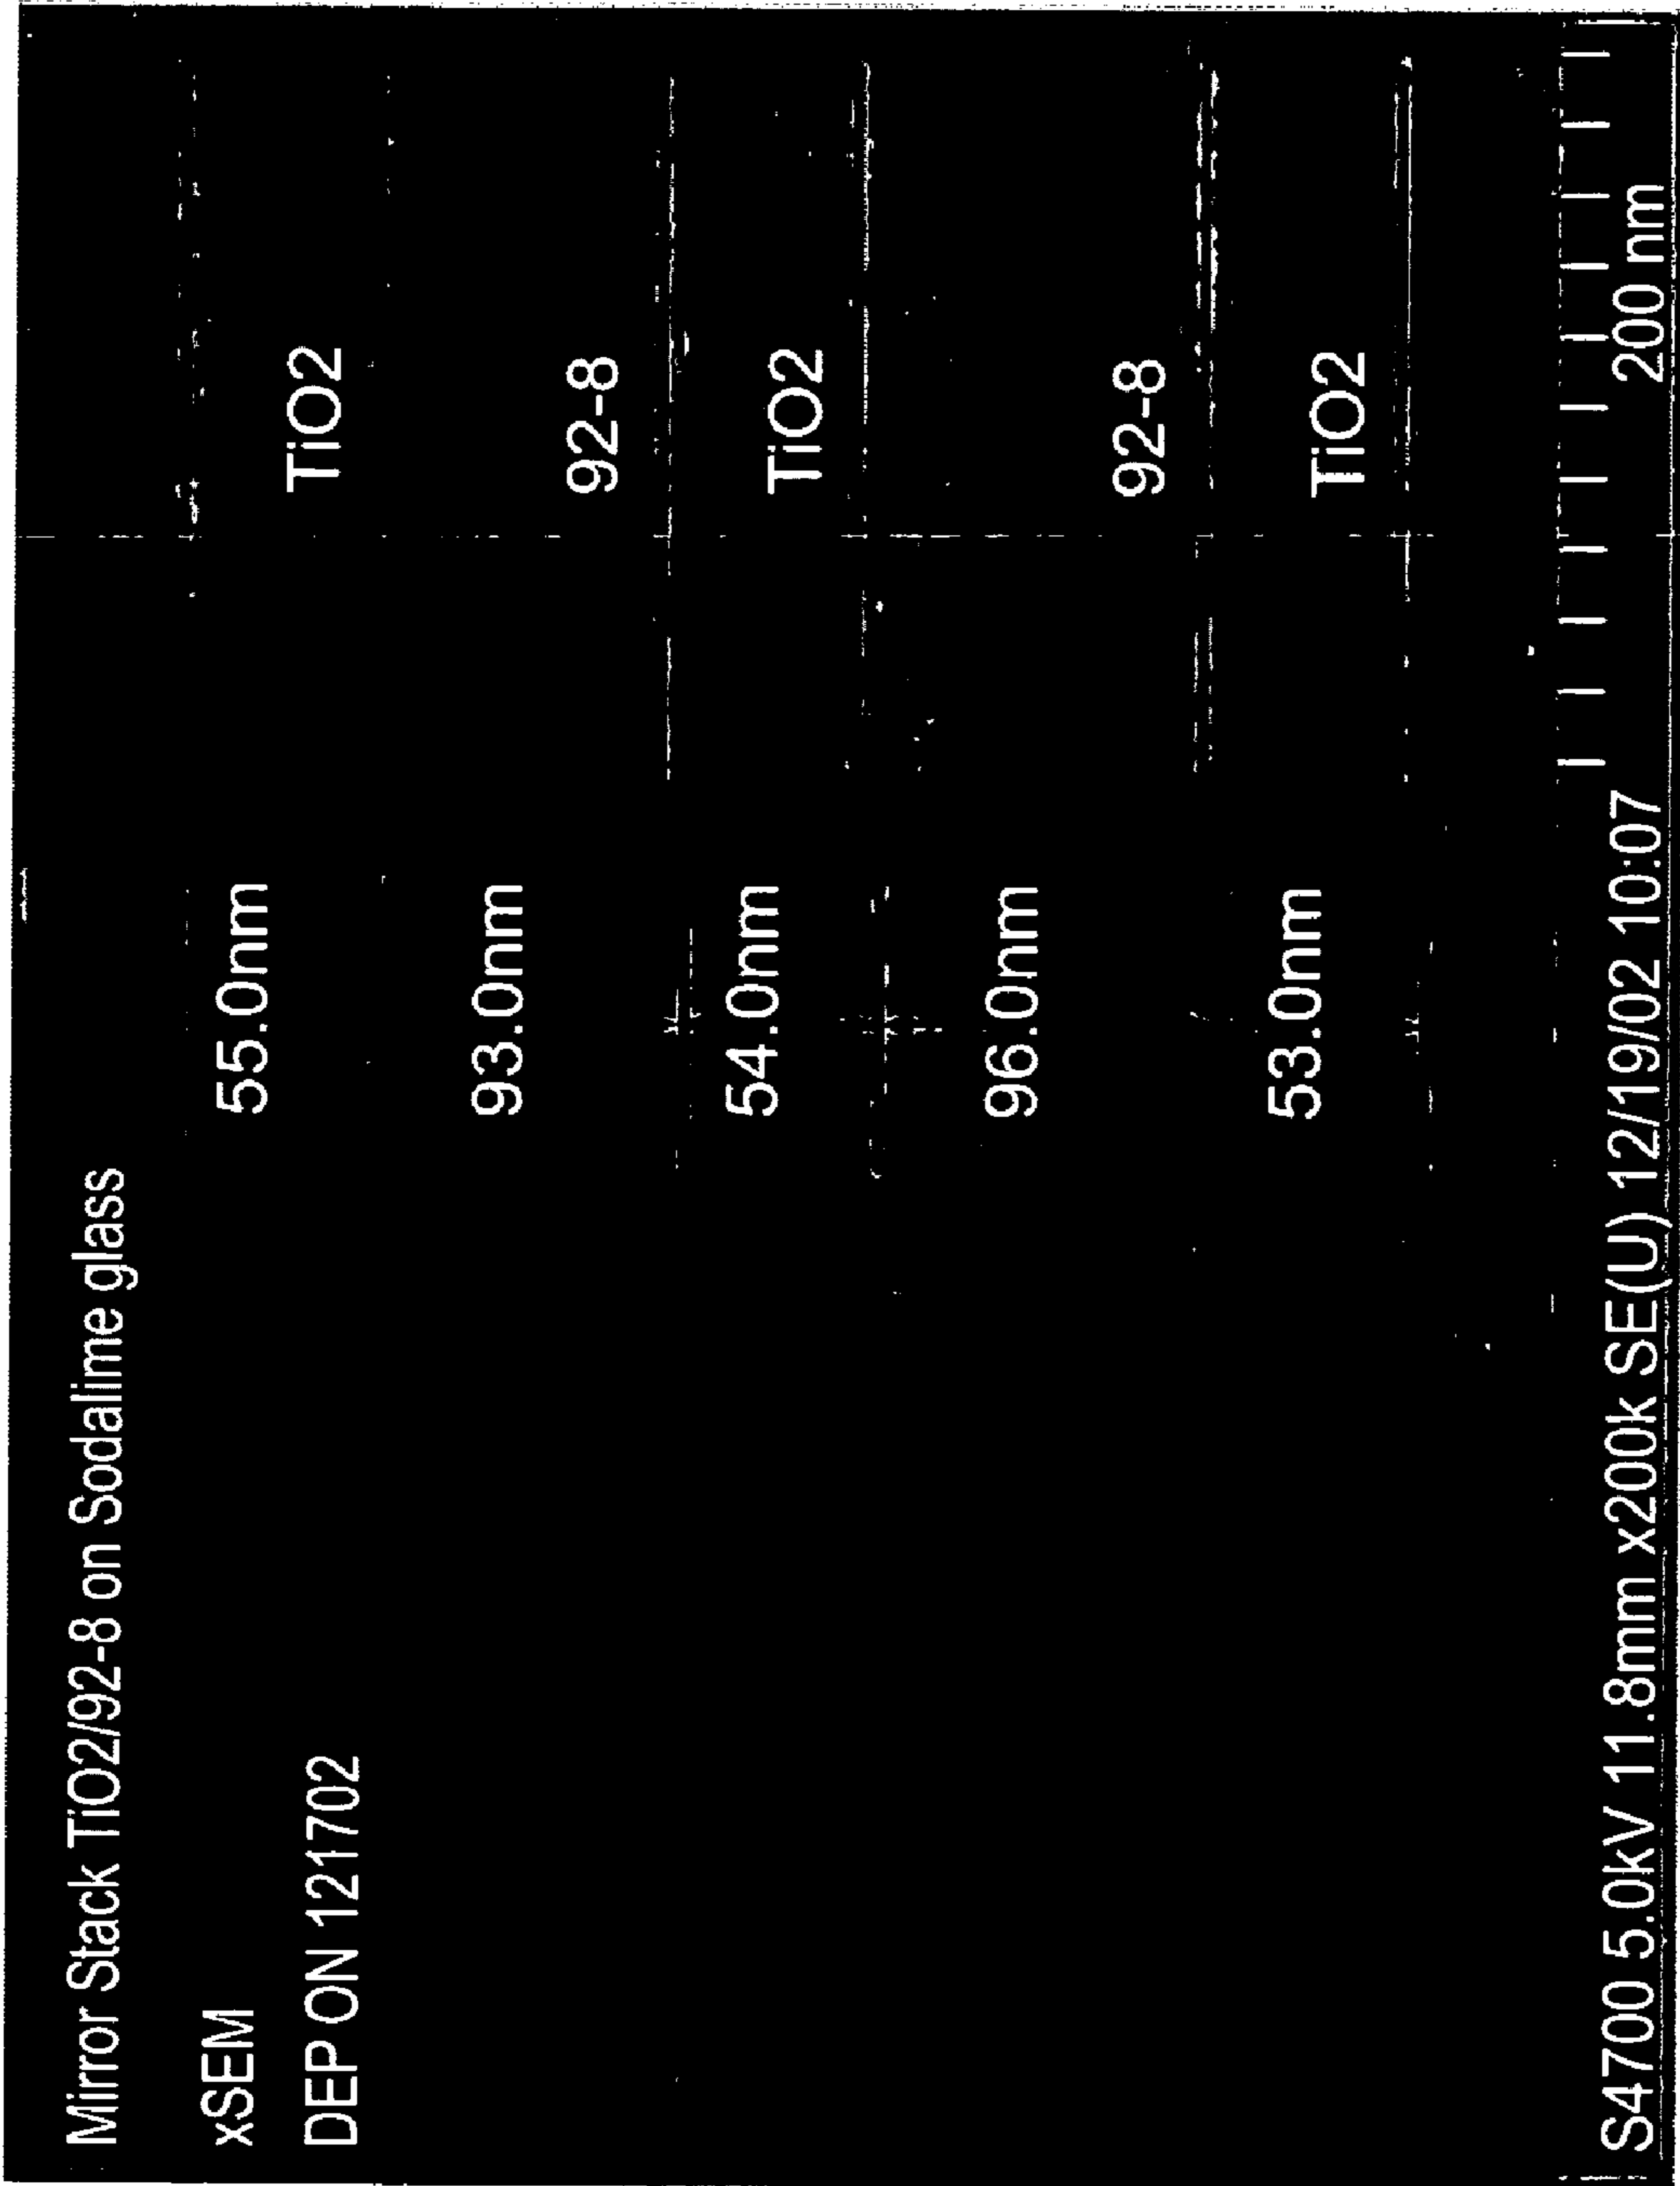 Mirror Stack TiO2/92-8 on Sodalime glass
xSEM
DEP ON 121702
55.0nm
TiO2
93.0nm
92-8
54.0nm
TiO2
96.0nm
92-8
53.0nm
TiO2
S4700 5.0kV 11.8mm x200k SE(U) 12/19/02 10:07 200 nm